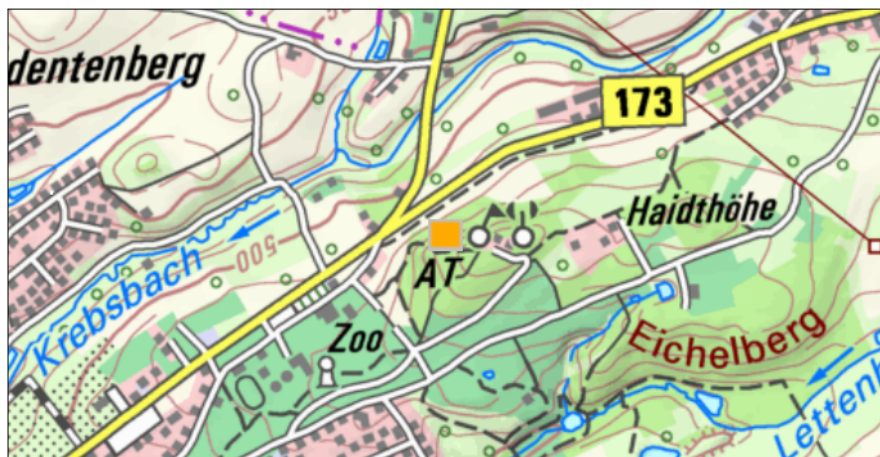 dentenberg
173
Haidthöhe
500
AT
Krebsbach
Zoo
Eichelberg
Lettenb